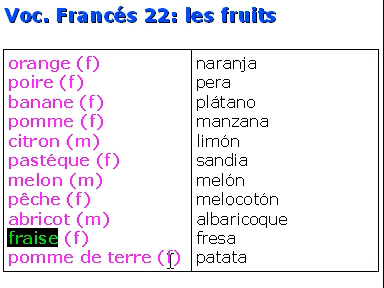 Voc. Francés 22: les fruits
orange (f) naranja
poire (f) pera
banane (f) plátano
pomme (f) manzana
citron (m) limón
pastéque (f) sandia
melon (m) melón
pêche (f) melocotón
abricot (m) albaricoque
fraise (f) fresa
pomme de terre (f) patata